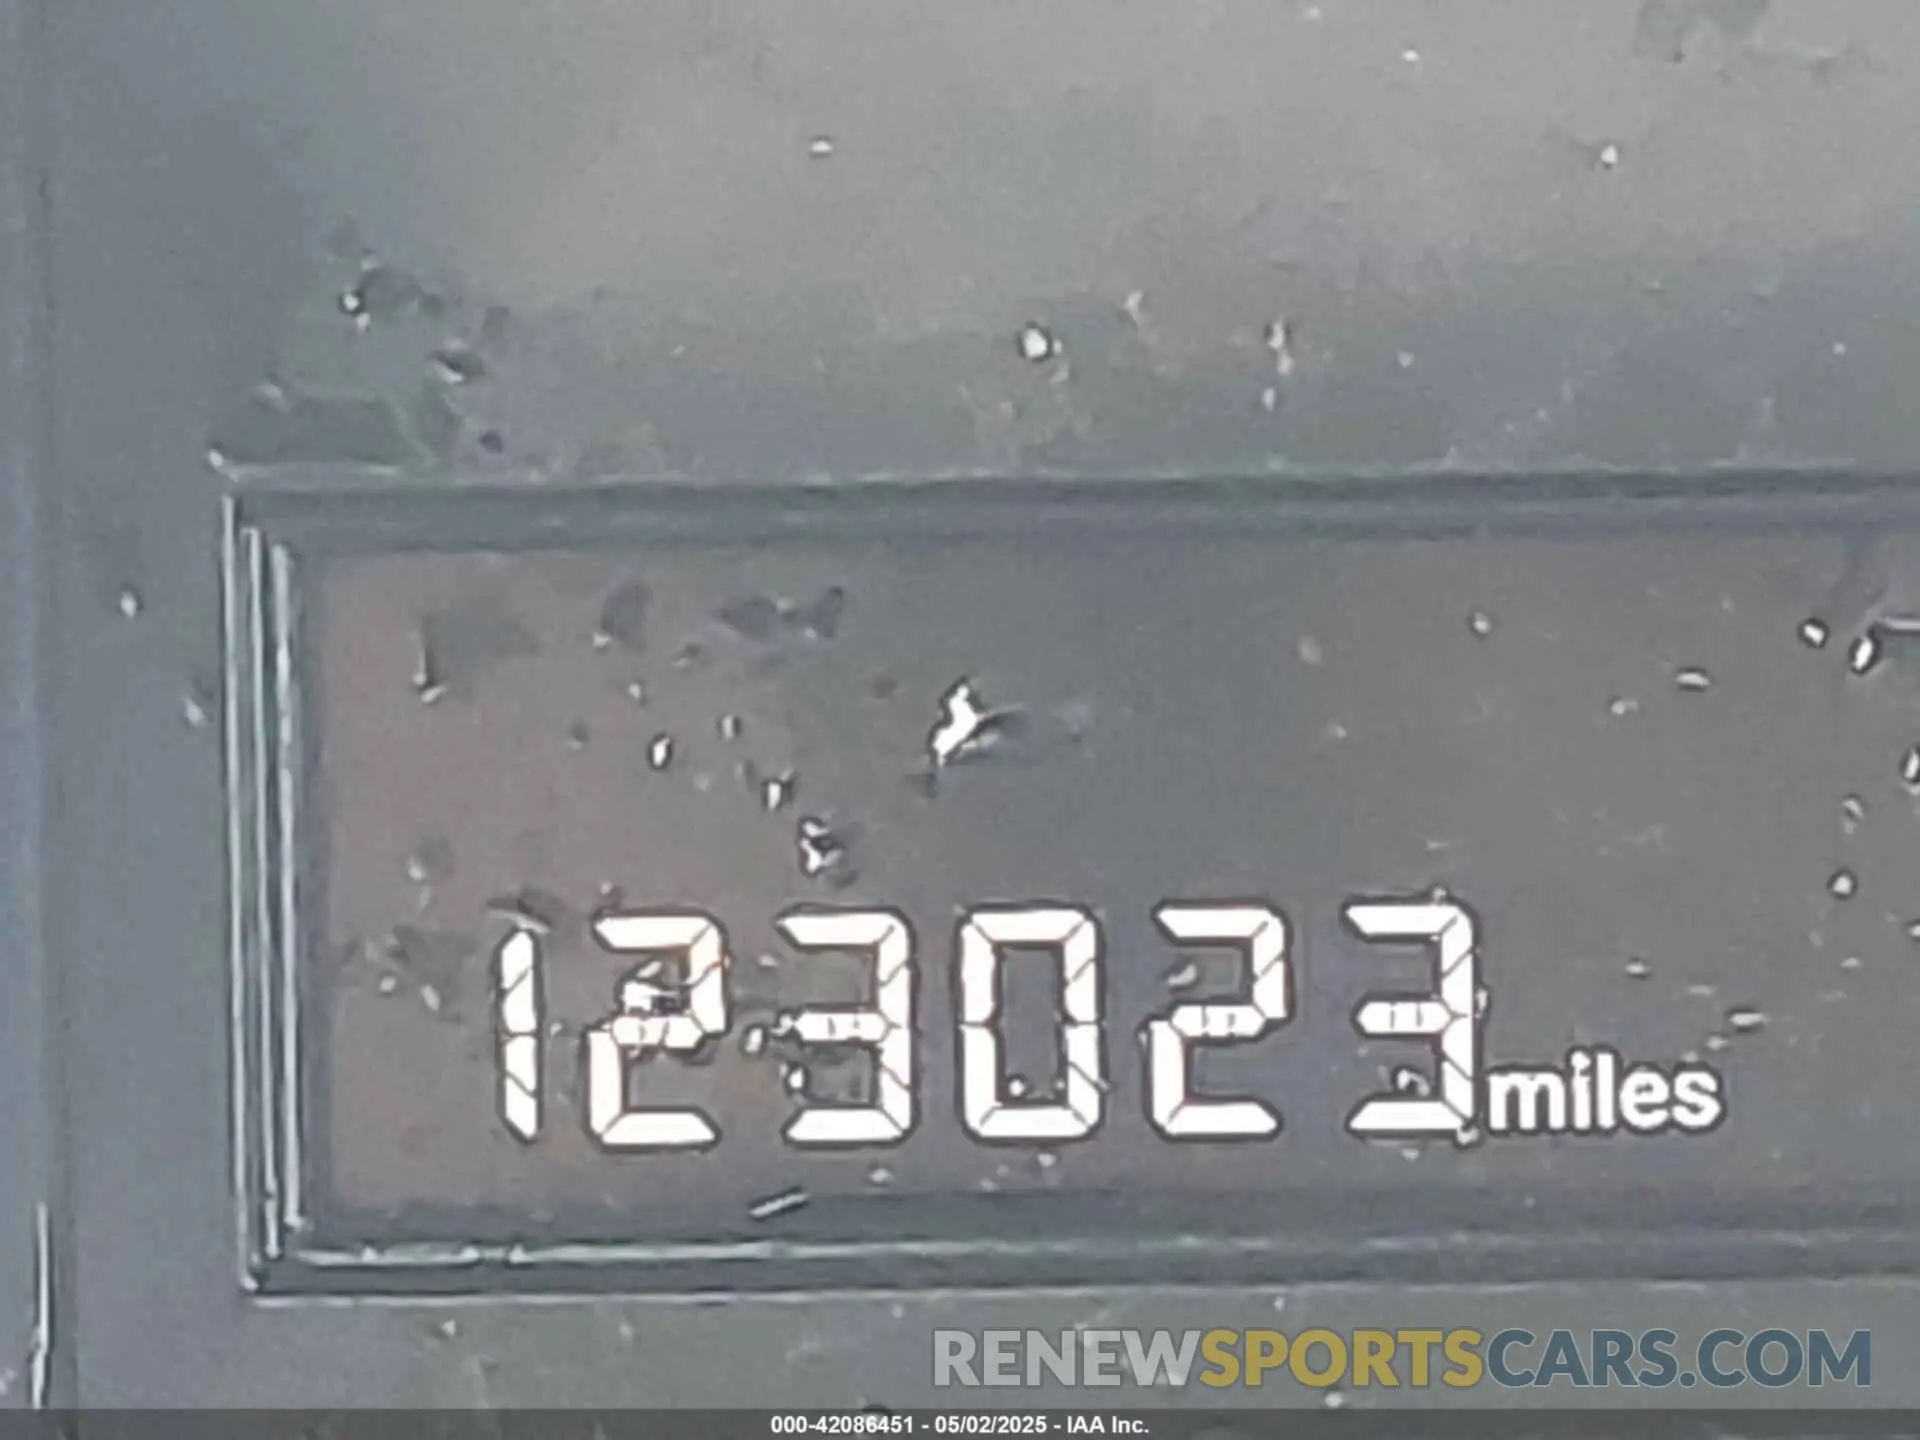 123023 miles
RENEWSPORTSCARS.COM
000-42086451 - 05/02/2025 - IAA Inc.